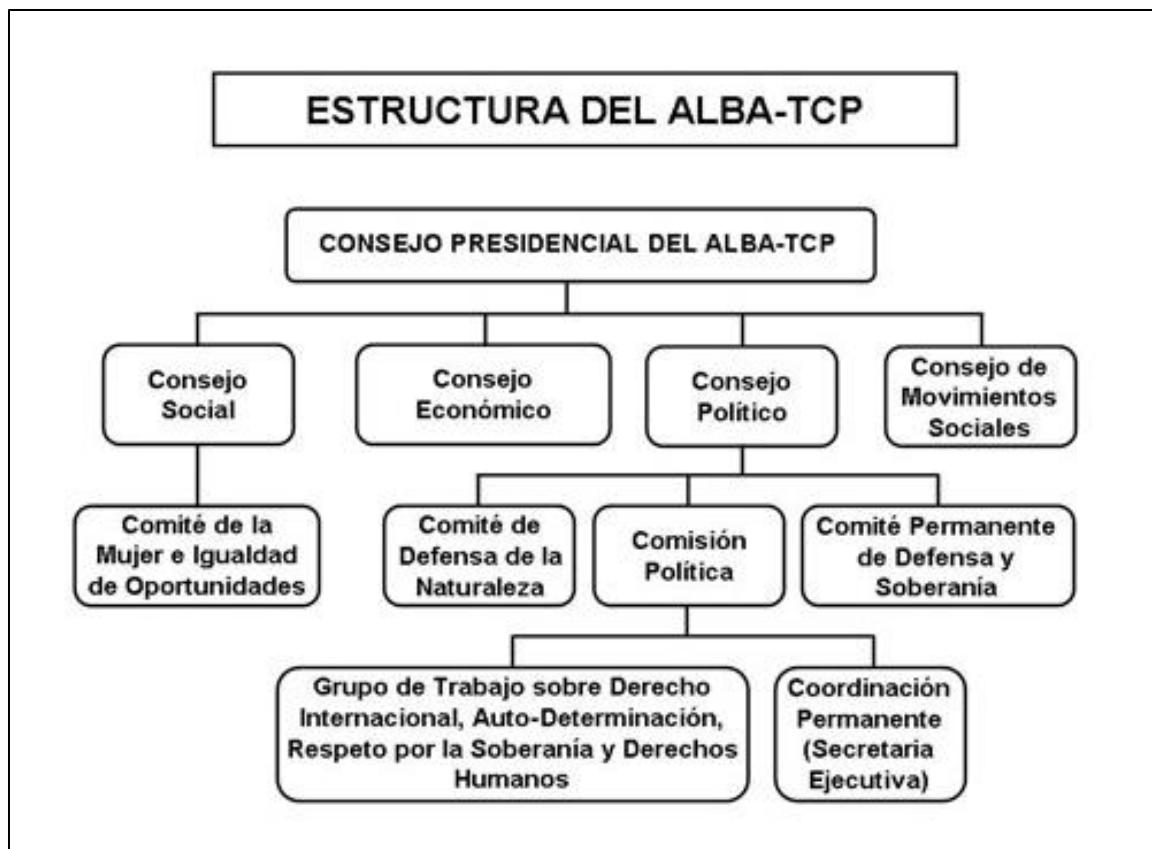 ESTRUCTURA DEL ALBA-TCP
CONSEJO PRESIDENCIAL DEL ALBA-TCP
Consejo
Social
Consejo
Económico
Consejo
Político
Consejo de
Movimientos
Sociales
Comité de la
Mujer e Igualdad
de Oportunidades
Comité de
Defensa de la
Naturaleza
Comisión
Política
Comité Permanente
de Defensa y
Soberanía
Grupo de Trabajo sobre Derecho
Internacional, Auto-Determinación,
Respeto por la Soberanía y Derechos
Humanos
Coordinación
Permanente
(Secretaria
Ejecutiva)